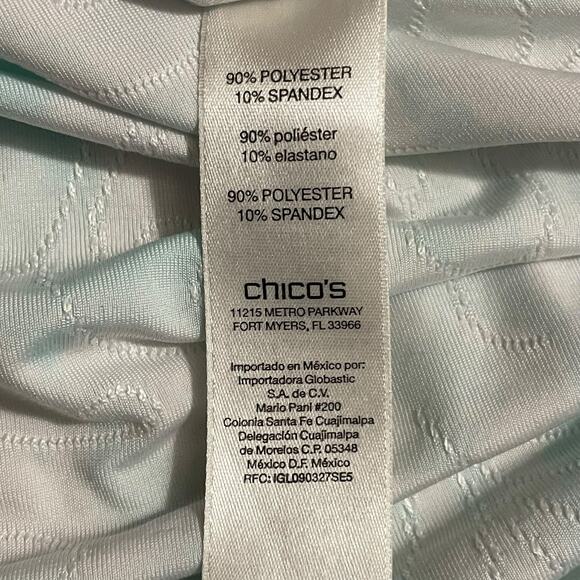 90% POLYESTER
10% SPANDEX
90% poliéster
10% elastano
90% POLYESTER
10% SPANDEX
chico's
11215 METRO PARKWAY
FORT MYERS, FL 33966
Importado en México por:
Importadora Globastic
S.A. de C.V.
Mario Pani #200
Colonia Santa Fe Cuajimalpa
Delegación Cuajimalpa
de Morelos C.P. 05348
México D.F. México
RFC: IGL090327SE5